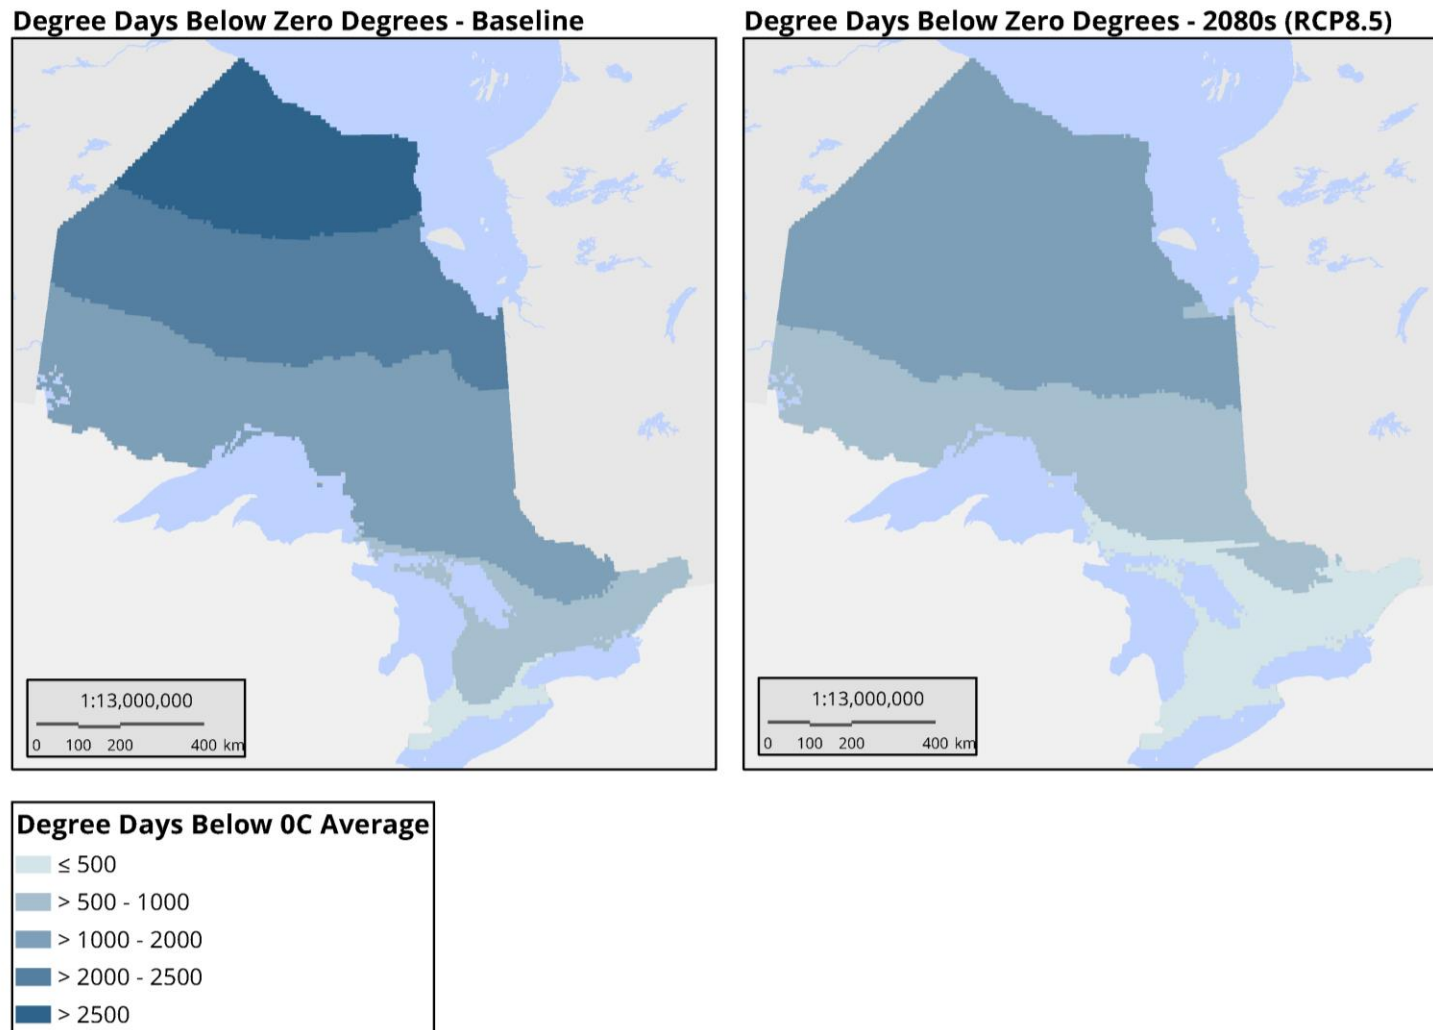 Degree Days Below Zero Degrees - Baseline
Degree Days Below Zero Degrees - 2080s (RCP8.5)
1:13,000,000
0 100 200 400 km
1:13,000,000
0 100 200 400 km
Degree Days Below 0C Average
≤ 500
> 500 - 1000
> 1000 - 2000
> 2000 - 2500
> 2500